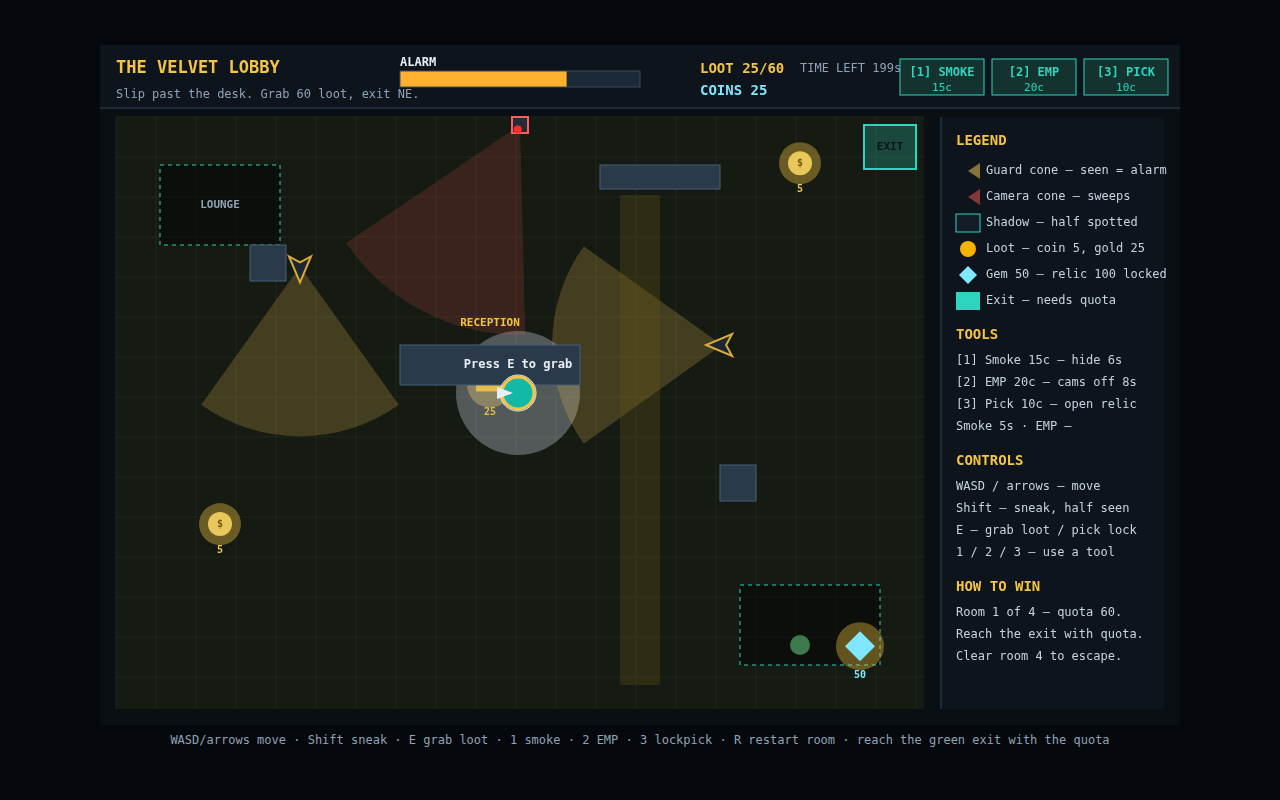 THE VELVET LOBBY
Slip past the desk. Grab 60 loot, exit NE.
ALARM
LOOT 25/60
TIME LEFT 199s
COINS 25
[1] SMOKE
15c
[2] EMP
20c
[3] PICK
10c
EXIT
$
5
LOUNGE
RECEPTION
Press E to grab
25
$
5
50
LEGEND
Guard cone — seen = alarm
Camera cone — sweeps
Shadow — half spotted
Loot — coin 5, gold 25
Gem 50 — relic 100 locked
Exit — needs quota
TOOLS
[1] Smoke 15c — hide 6s
[2] EMP 20c — cams off 8s
[3] Pick 10c — open relic
Smoke 5s · EMP —
CONTROLS
WASD / arrows — move
Shift — sneak, half seen
E — grab loot / pick lock
1 / 2 / 3 — use a tool
HOW TO WIN
Room 1 of 4 — quota 60.
Reach the exit with quota.
Clear room 4 to escape.
WASD/arrows move · Shift sneak · E grab loot · 1 smoke · 2 EMP · 3 lockpick · R restart room · reach the green exit with the quota